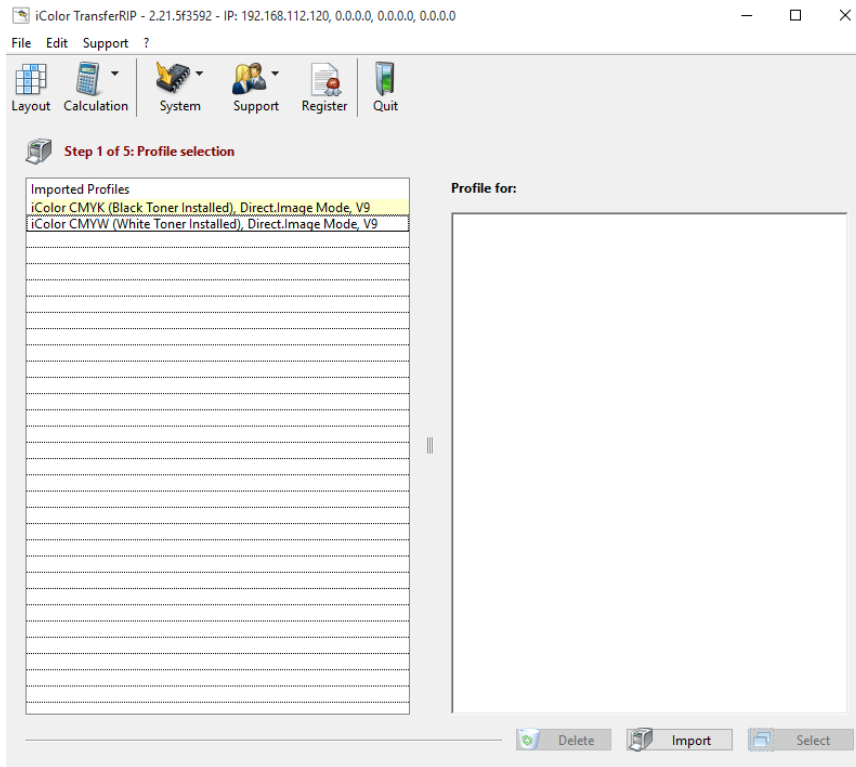 iColor TransferRIP - 2.21.5f3592 - IP: 192.168.112.120, 0.0.0.0, 0.0.0.0, 0.0.0.0
File Edit Support ?
Layout Calculation System Support Register Quit
Step 1 of 5: Profile selection
Imported Profiles
Profile for:
iColor CMYK (Black Toner Installed), Direct.Image Mode, V9
iColor CMYW (White Toner Installed), Direct.Image Mode, V9
Delete Import Select